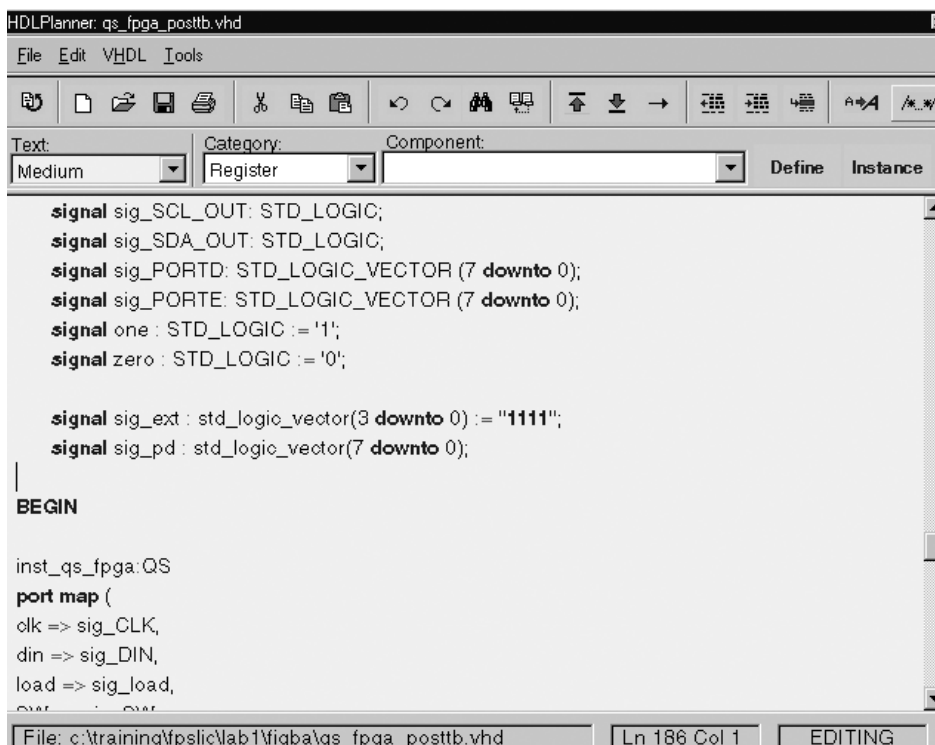 HDLPlanner: qs_fpga_posttb.vhd
File Edit VHDL Tools
A A /*..*/
Text: Category: Component:
Medium Register Define Instance
signal sig_SCL_OUT: STD_LOGIC;
signal sig_SDA_OUT: STD_LOGIC;
signal sig_PORTD: STD_LOGIC_VECTOR (7 downto 0);
signal sig_PORTE: STD_LOGIC_VECTOR (7 downto 0);
signal one : STD_LOGIC := '1';
signal zero : STD_LOGIC := '0';
signal sig_ext : std_logic_vector(3 downto 0) := "1111";
signal sig_pd : std_logic_vector(7 downto 0);
BEGIN
inst_qs_fpga:QS
port map (
clk => sig_CLK,
din => sig_DIN,
load => sig_load,
File: c:\training\fpslic\lab1\figba\qs_fpga_posttb.vhd Ln 186 Col 1 EDITING